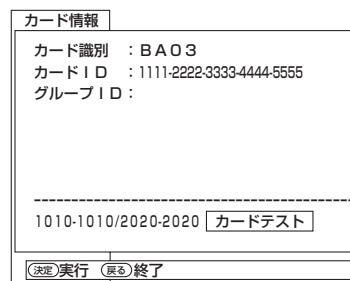 カード情報
カード識別 ：ＢＡ０３
カードＩＤ ：1111-2222-3333-4444-5555
グループＩＤ：
1010-1010/2020-2020 カードテスト
決定 実行 戻る 終了